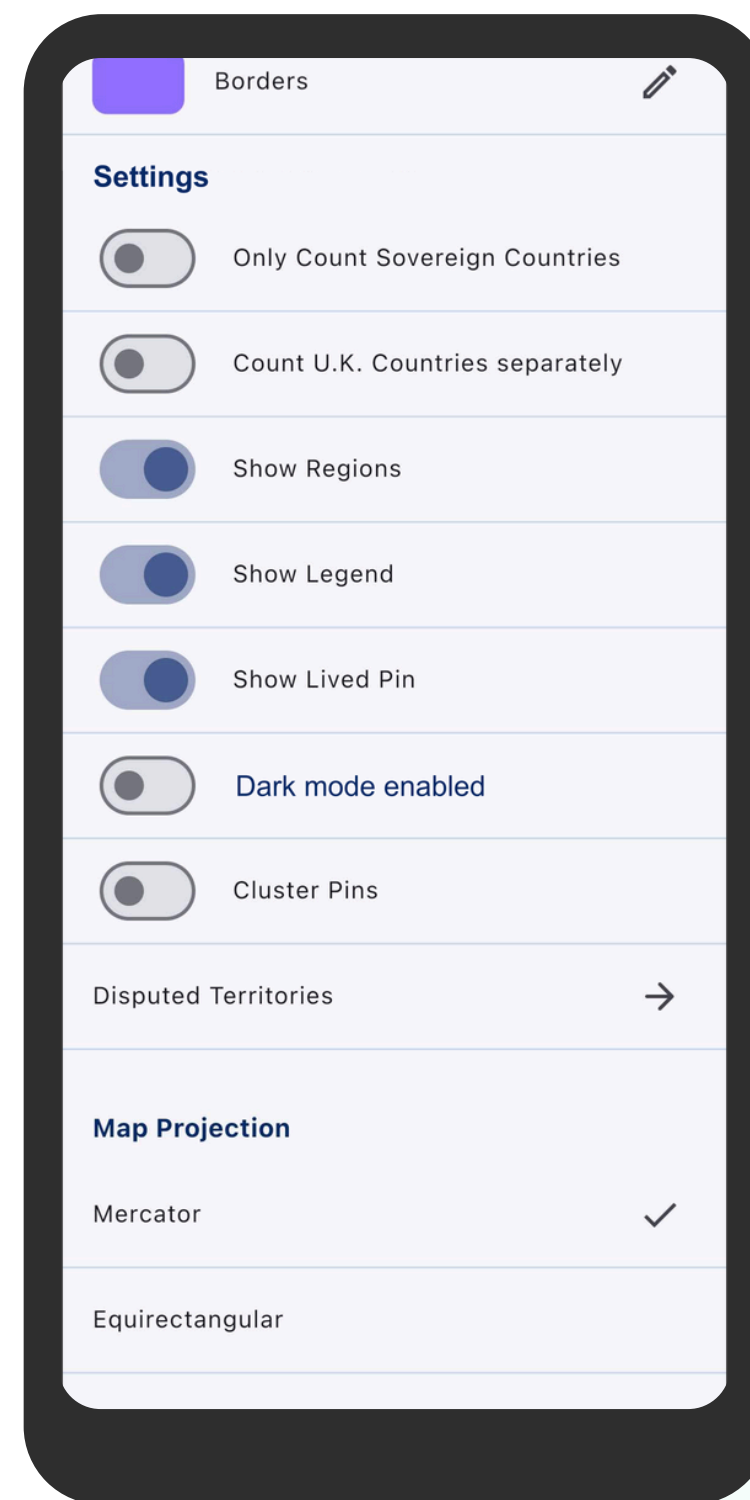 Borders
Settings
Only Count Sovereign Countries
Count U.K. Countries separately
Show Regions
Show Legend
Show Lived Pin
Dark mode enabled
Cluster Pins
Disputed Territories
Map Projection
Mercator
Equirectangular